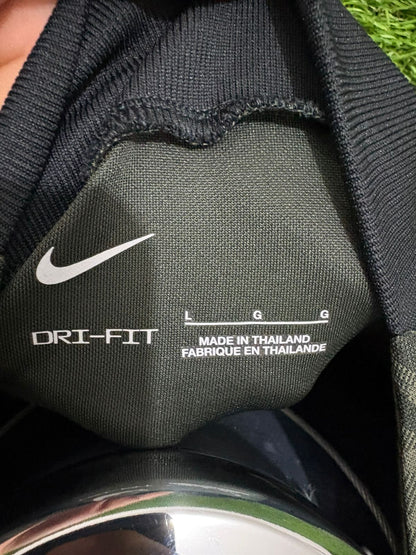 DRI-FIT
L G G
MADE IN THAILAND
FABRIQUE EN THAILANDE